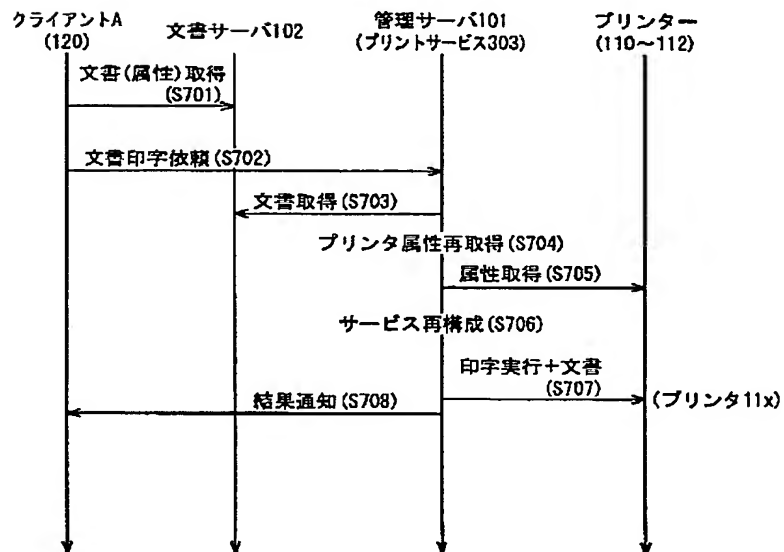 クライアントA
(120)
文書サーバ102
管理サーバ101
(プリントサービス303)
プリンター
(110～112)
文書(属性)取得
(S701)
文書印字依頼(S702)
文書取得(S703)
プリンタ属性再取得(S704)
属性取得(S705)
サービス再構成(S706)
印字実行+文書
(S707)
(プリンタ11x)
結果通知(S708)